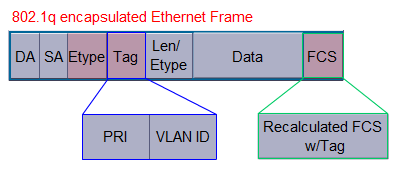 802.1q encapsulated Ethernet Frame
DA SA Etype Tag Len/
Etype Data FCS
PRI VLAN ID
Recalculated FCS
w/Tag